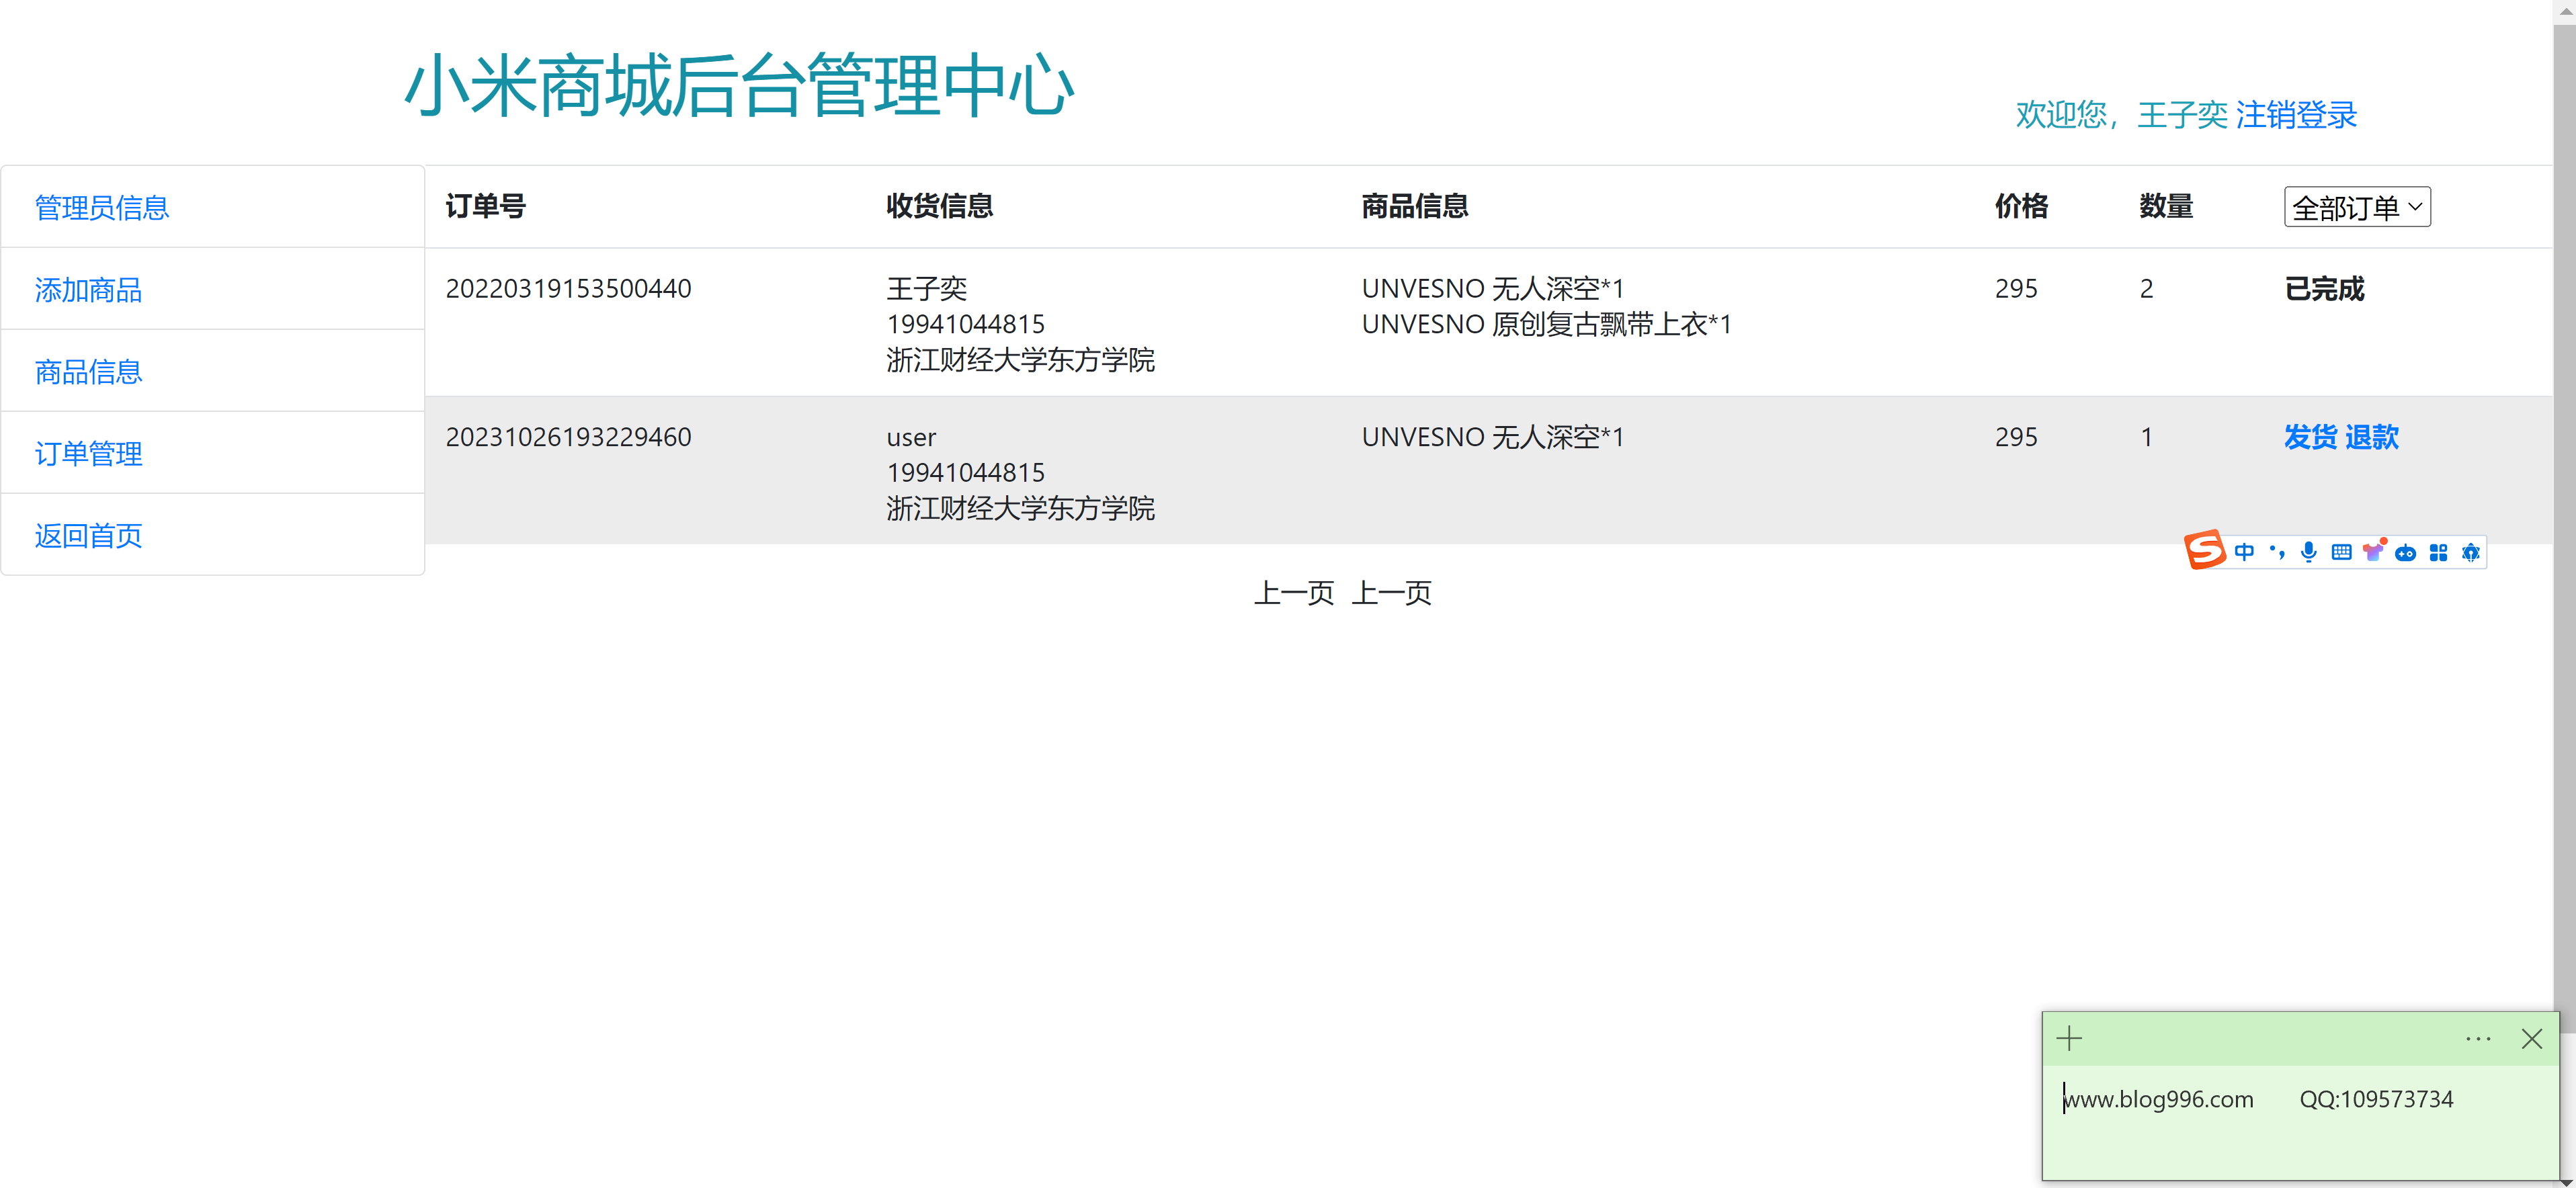 小米商城后台管理中心
欢迎您，王子奕 注销登录
管理员信息
添加商品
商品信息
订单管理
返回首页
订单号 收货信息 商品信息 价格 数量 全部订单
20220319153500440 王子奕 UNVESNO 无人深空*1 295 2 已完成
19941044815 UNVESNO 原创复古飘带上衣*1
浙江财经大学东方学院
20231026193229460 user UNVESNO 无人深空*1 295 1 发货 退款
19941044815
浙江财经大学东方学院
中
上一页 上一页
www.blog996.com QQ:109573734